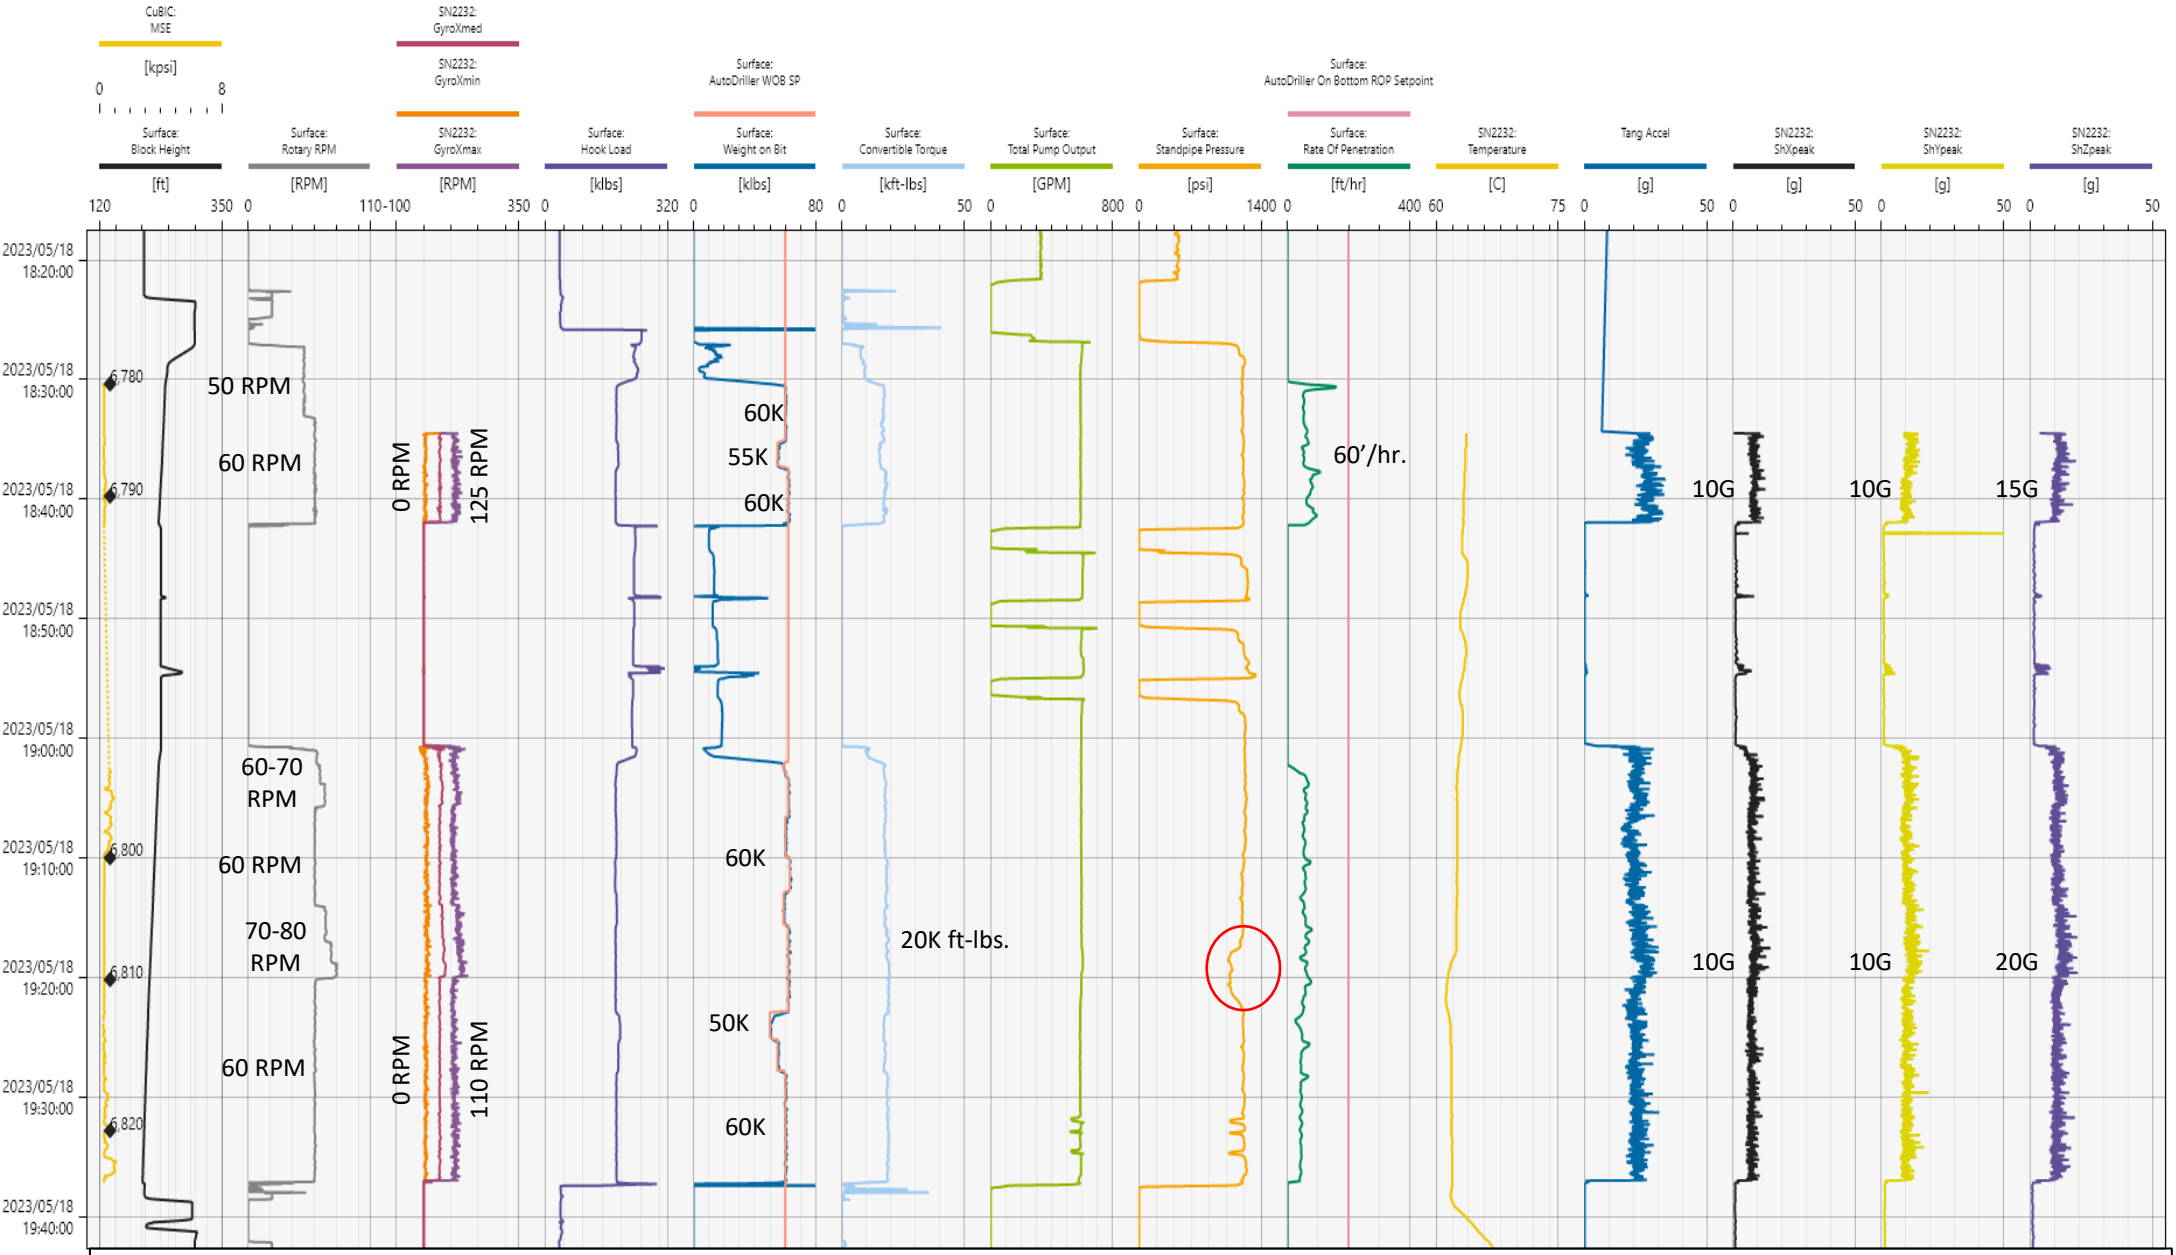 CuBIC:
MSE
[kpsi]
0 8
Surface:
Block Height
[ft]
120 350
Surface:
Rotary RPM
[RPM]
0 110
SN2232:
GyroXmed
SN2232:
GyroXmin
SN2232:
GyroXmax
[RPM]
-100 350
Surface:
Hook Load
[klbs]
0 320
Surface:
AutoDriller WOB SP
Surface:
Weight on Bit
[klbs]
0 80
Surface:
Convertible Torque
[kft-lbs]
0 50
Surface:
Total Pump Output
[GPM]
0 800
Surface:
Standpipe Pressure
[psi]
0 1400
Surface:
AutoDriller On Bottom ROP Setpoint
Surface:
Rate Of Penetration
[ft/hr]
0 400
SN2232:
Temperature
[C]
60 75
Tang Accel
[g]
0 50
SN2232:
ShXpeak
[g]
0 50
SN2232:
ShYpeak
[g]
0 50
SN2232:
ShZpeak
[g]
0 50
2023/05/18
18:20:00
2023/05/18
18:30:00
2023/05/18
18:40:00
2023/05/18
18:50:00
2023/05/18
19:00:00
2023/05/18
19:10:00
2023/05/18
19:20:00
2023/05/18
19:30:00
2023/05/18
19:40:00
6,780
6,790
6,800
6,810
6,820
50 RPM
60 RPM
60-70
RPM
60 RPM
70-80
RPM
60 RPM
0 RPM
125 RPM
0 RPM
110 RPM
60K
55K
60K
60K
50K
60K
20K ft-lbs.
60’/hr.
10G
10G
15G
10G
10G
20G